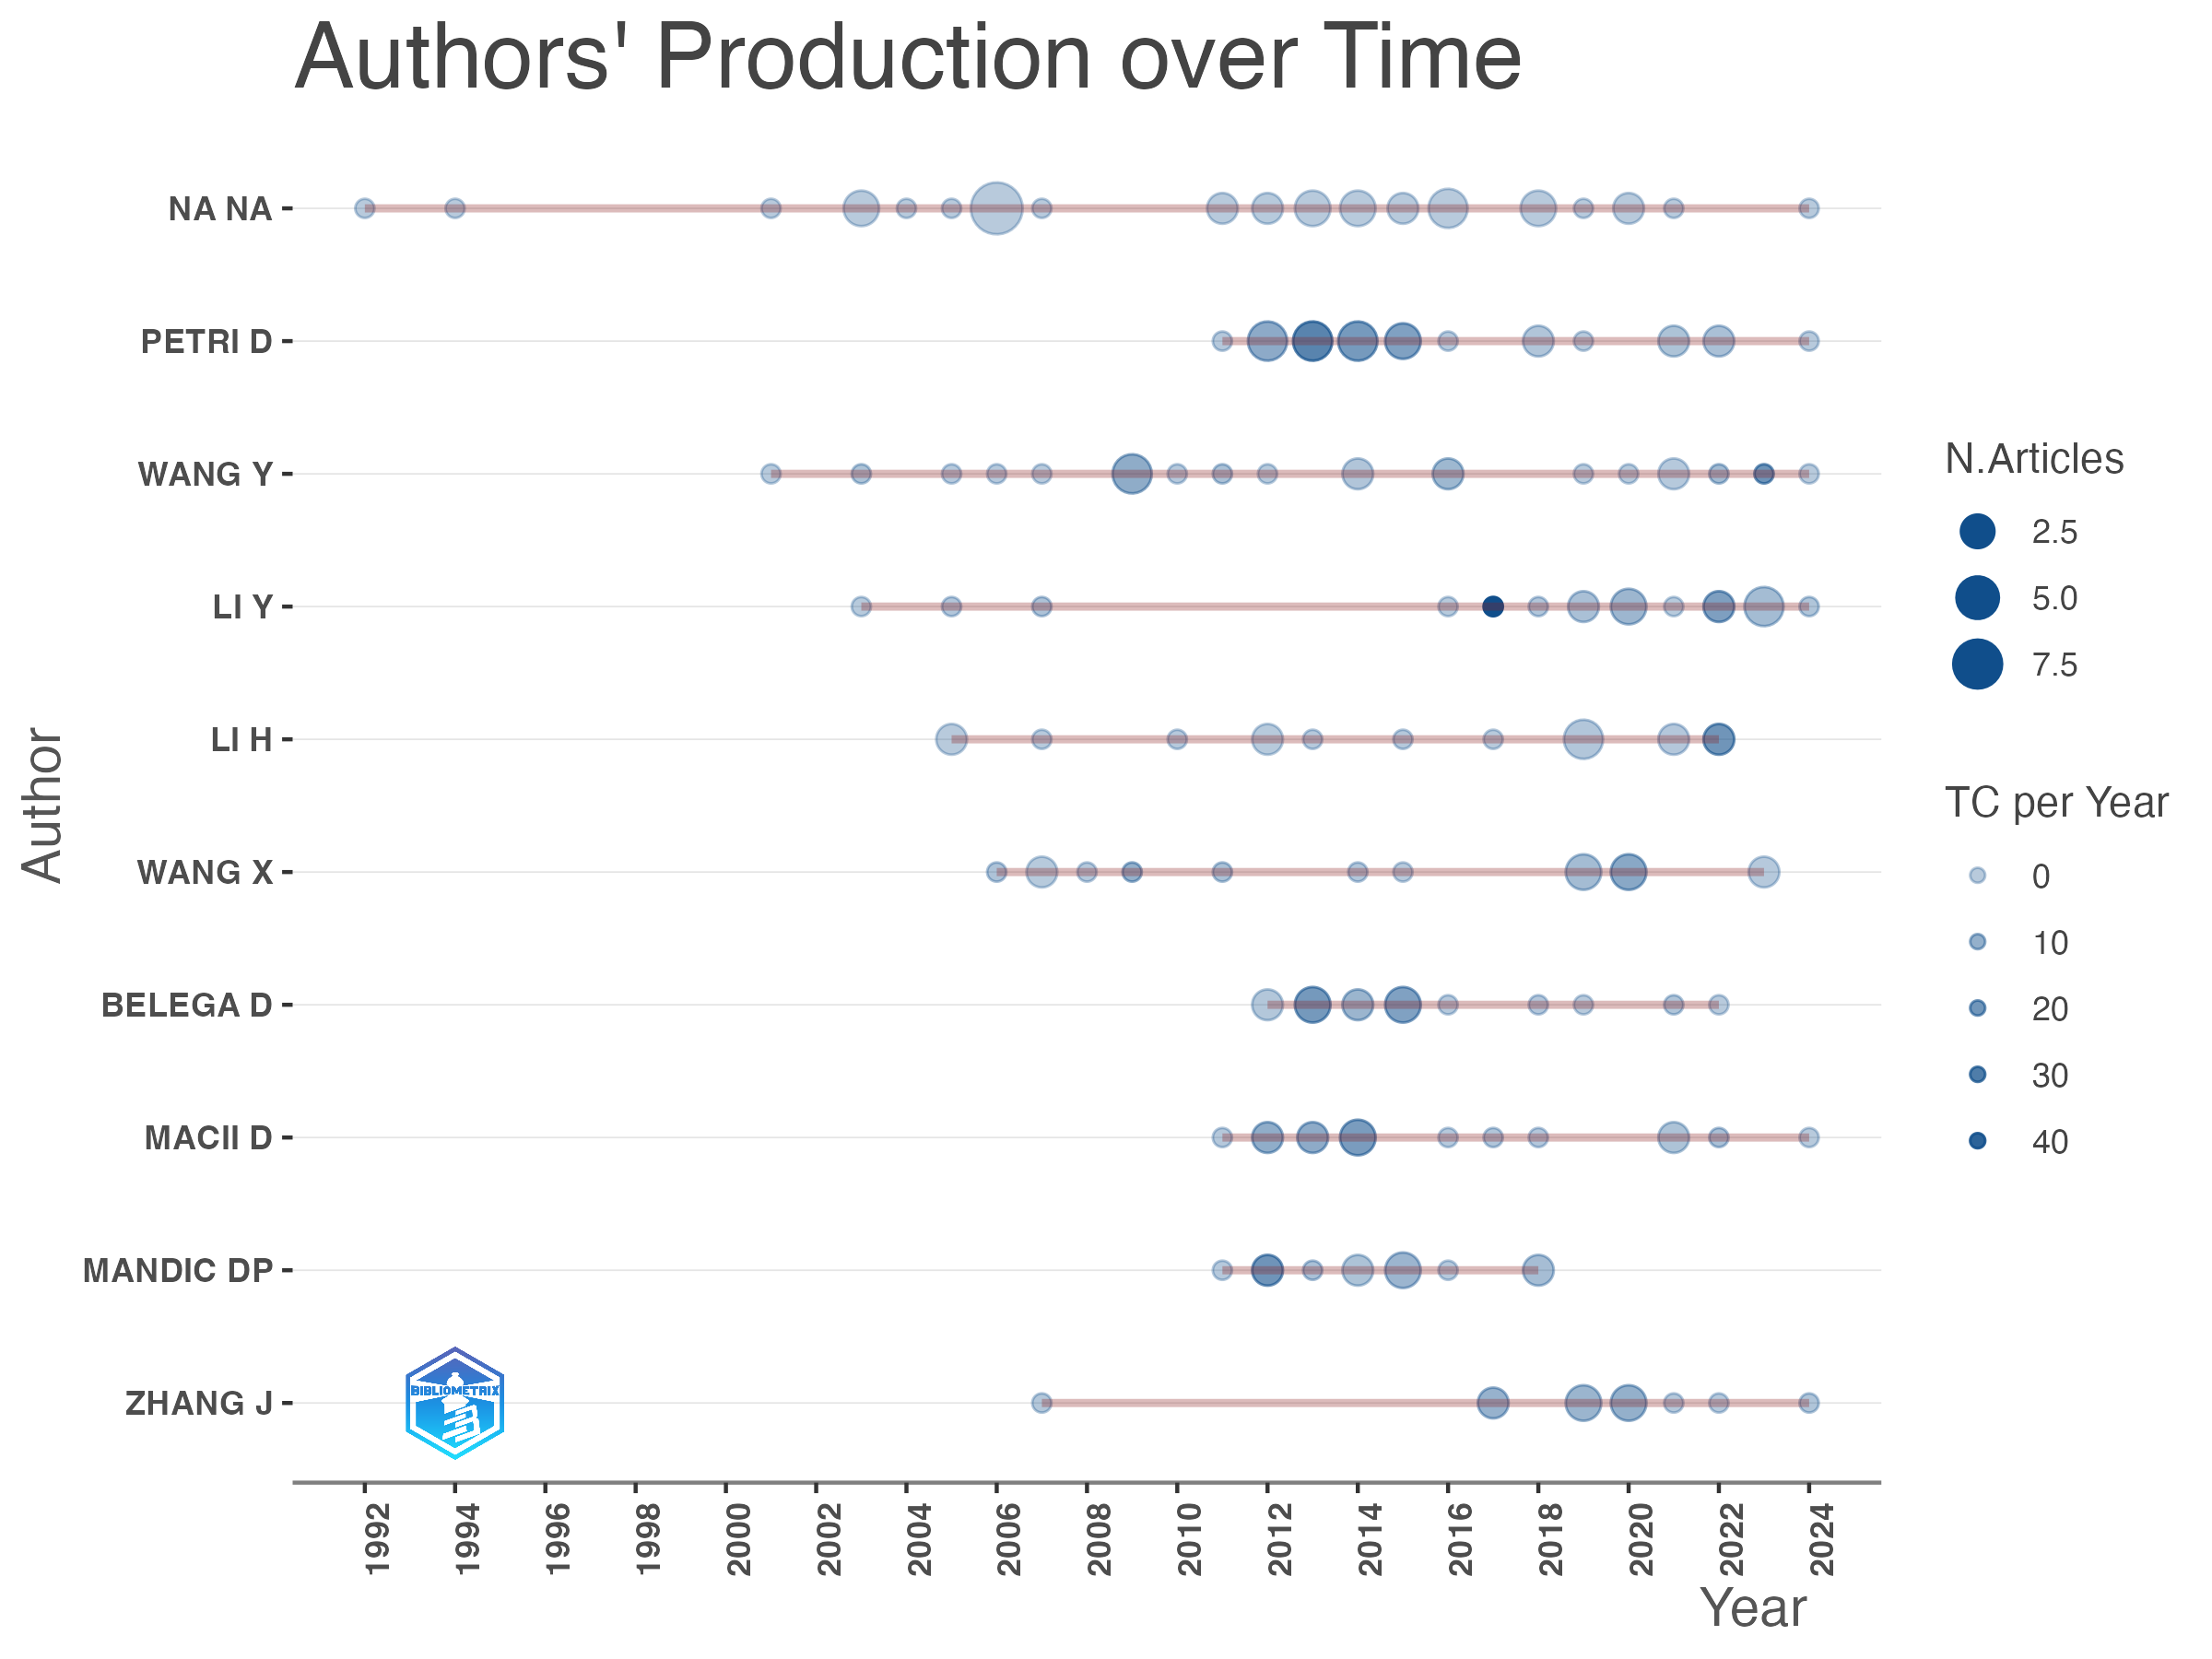 Authors' Production over Time
NA NA
PETRI D
WANG Y
LI Y
LI H
WANG X
BELEGA D
MACII D
MANDIC DP
ZHANG J
Author
BIBLIOMETRIX
1992 1994 1996 1998 2000 2002 2004 2006 2008 2010 2012 2014 2016 2018 2020 2022 2024
Year
N.Articles
2.5
5.0
7.5
TC per Year
0
10
20
30
40